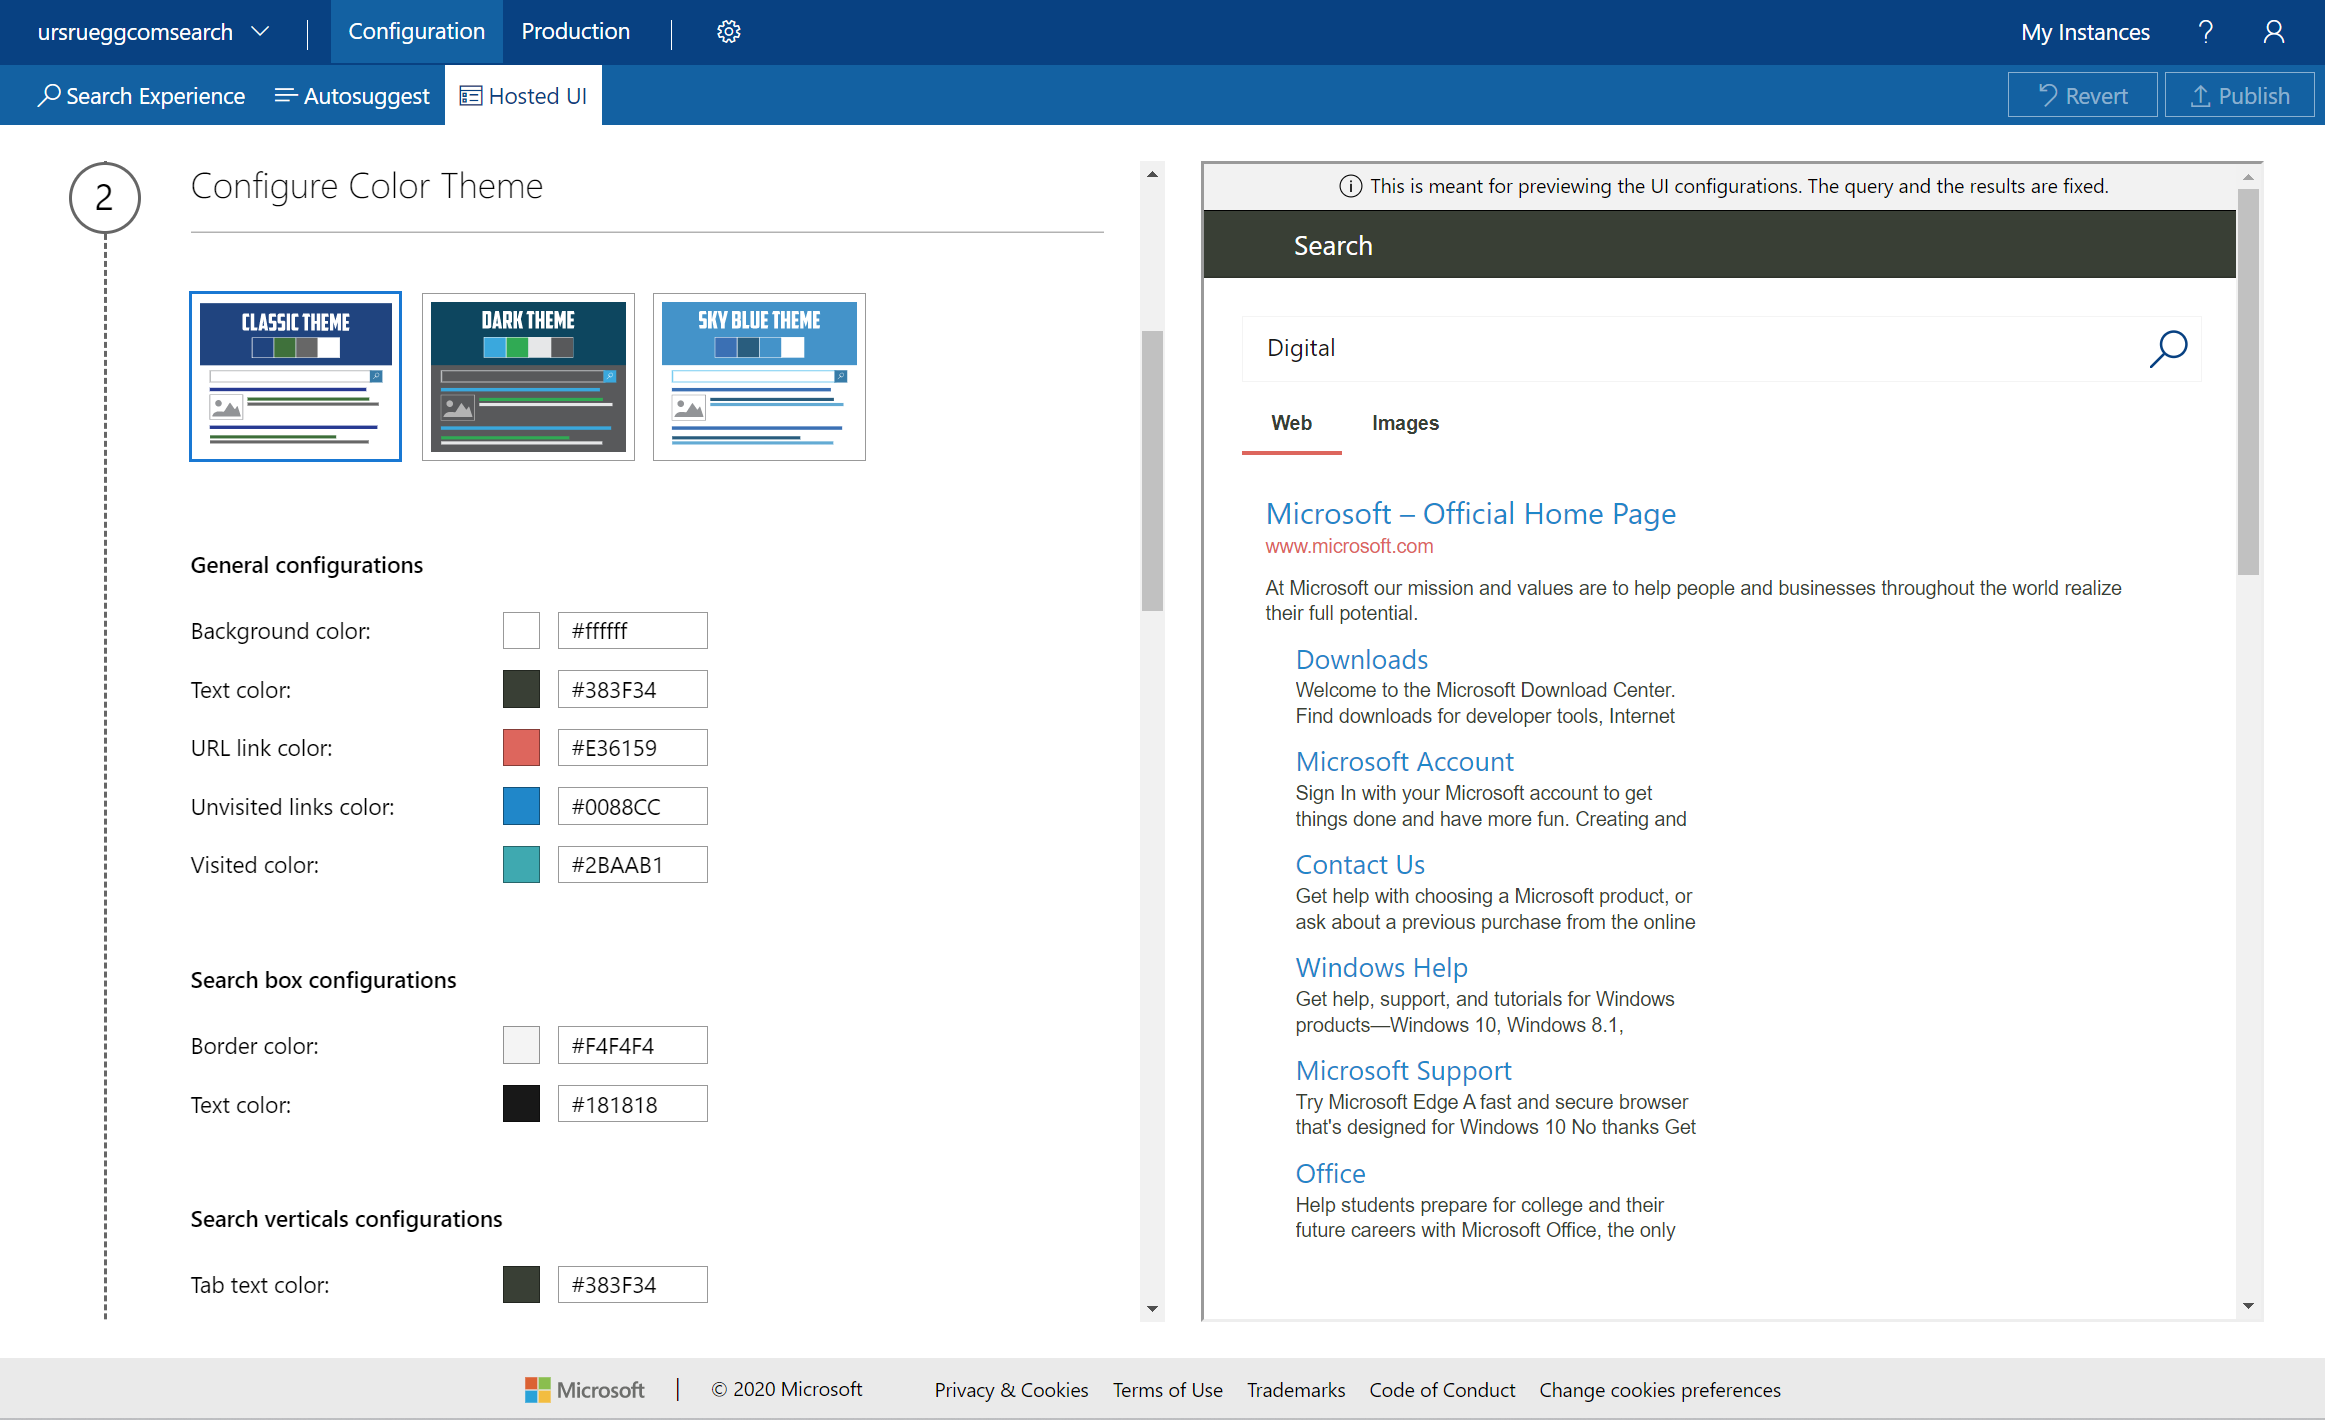 ursrueggcomsearch
Configuration
Production
My Instances
Search Experience
Autosuggest
Hosted UI
Revert
Publish
2
Configure Color Theme
CLASSIC THEME
DARK THEME
SKY BLUE THEME
General configurations
Background color:
#ffffff
Text color:
#383F34
URL link color:
#E36159
Unvisited links color:
#0088CC
Visited color:
#2BAAB1
Search box configurations
Border color:
#F4F4F4
Text color:
#181818
Search verticals configurations
Tab text color:
#383F34
This is meant for previewing the UI configurations. The query and the results are fixed.
Search
Digital
Web
Images
Microsoft – Official Home Page
www.microsoft.com
At Microsoft our mission and values are to help people and businesses throughout the world realize
their full potential.
Downloads
Welcome to the Microsoft Download Center.
Find downloads for developer tools, Internet
Microsoft Account
Sign In with your Microsoft account to get
things done and have more fun. Creating and
Contact Us
Get help with choosing a Microsoft product, or
ask about a previous purchase from the online
Windows Help
Get help, support, and tutorials for Windows
products—Windows 10, Windows 8.1,
Microsoft Support
Try Microsoft Edge A fast and secure browser
that's designed for Windows 10 No thanks Get
Office
Help students prepare for college and their
future careers with Microsoft Office, the only
Microsoft
© 2020 Microsoft
Privacy & Cookies
Terms of Use
Trademarks
Code of Conduct
Change cookies preferences